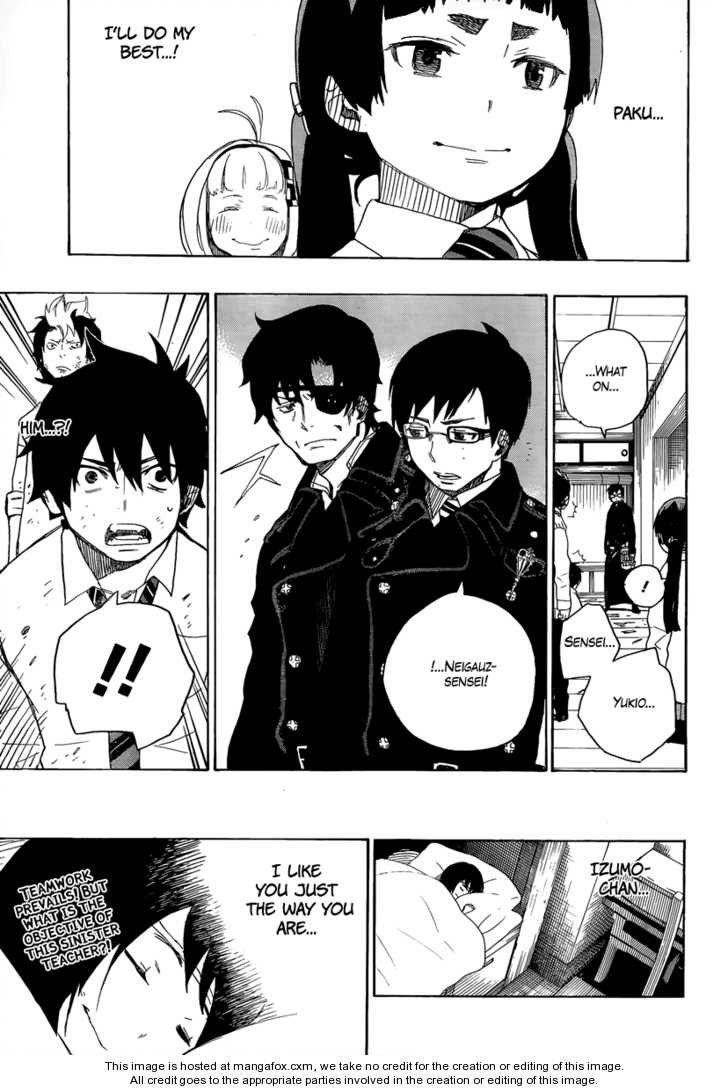 PAKU...
I'LL DO MY
BEST...!
...WHAT
ON...
!!
SENSEI...
YUKIO...
!...NEIGAUZ-
SENSEI!
HIM...?!
!!
IZUMO-
CHAN...
I LIKE
YOU JUST
THE WAY YOU
ARE...
TEAMWORK
PREVAILS! BUT
WHAT IS THE
OBJECTIVE OF
THIS SINISTER
TEACHER?!
This image is hosted at mangafox.cxm, we take no credit for the creation or editing of this image.
All credit goes to the appropriate parties involved in the creation or editing of this image.